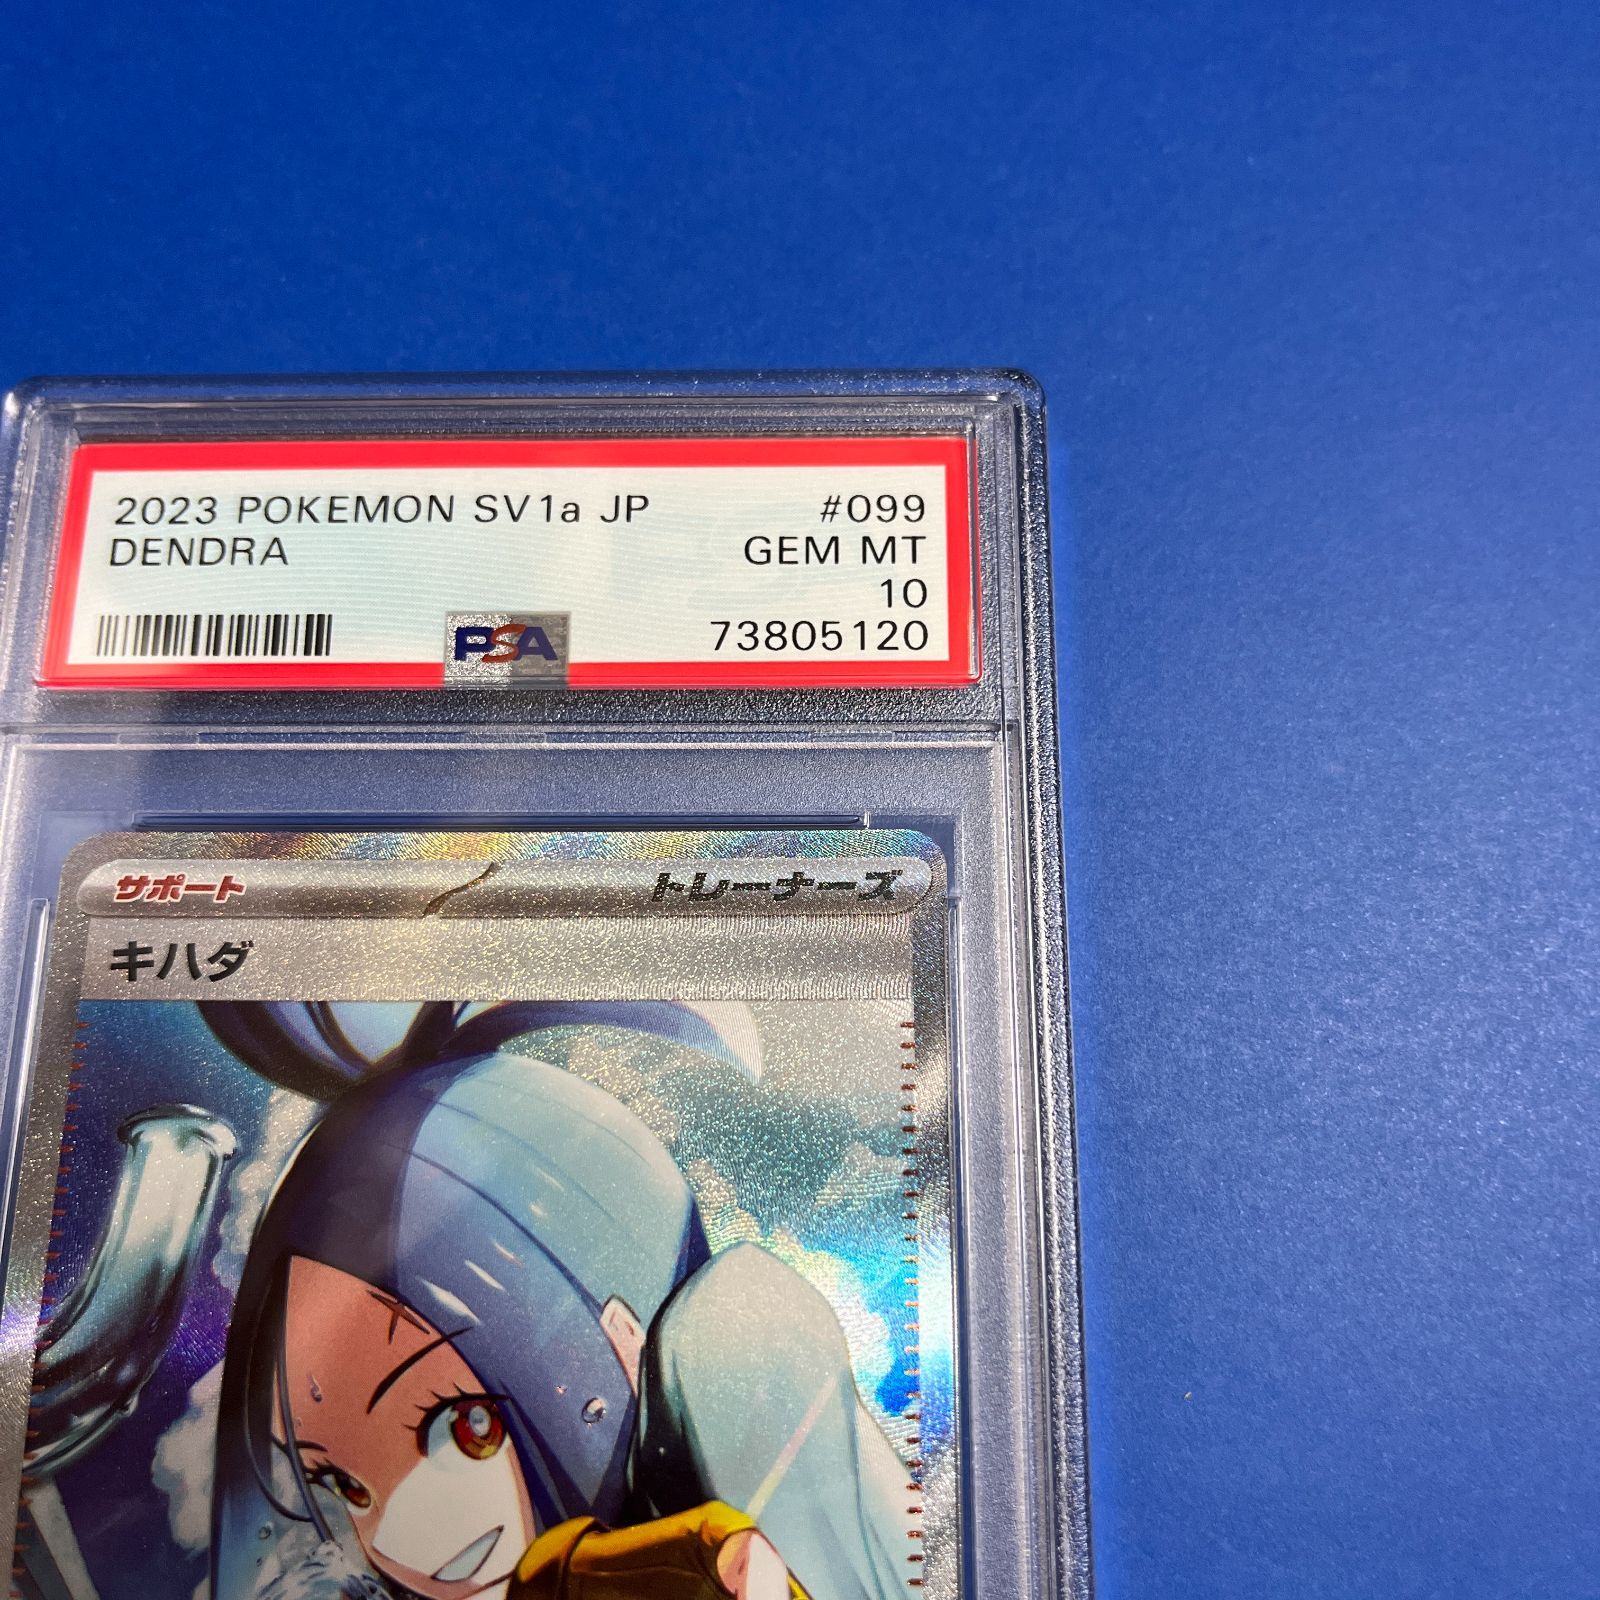 2023 POKEMON SV1a JP #099
DENDRA GEM MT
10
PSA 73805120
サポート トレーナーズ
キハダ